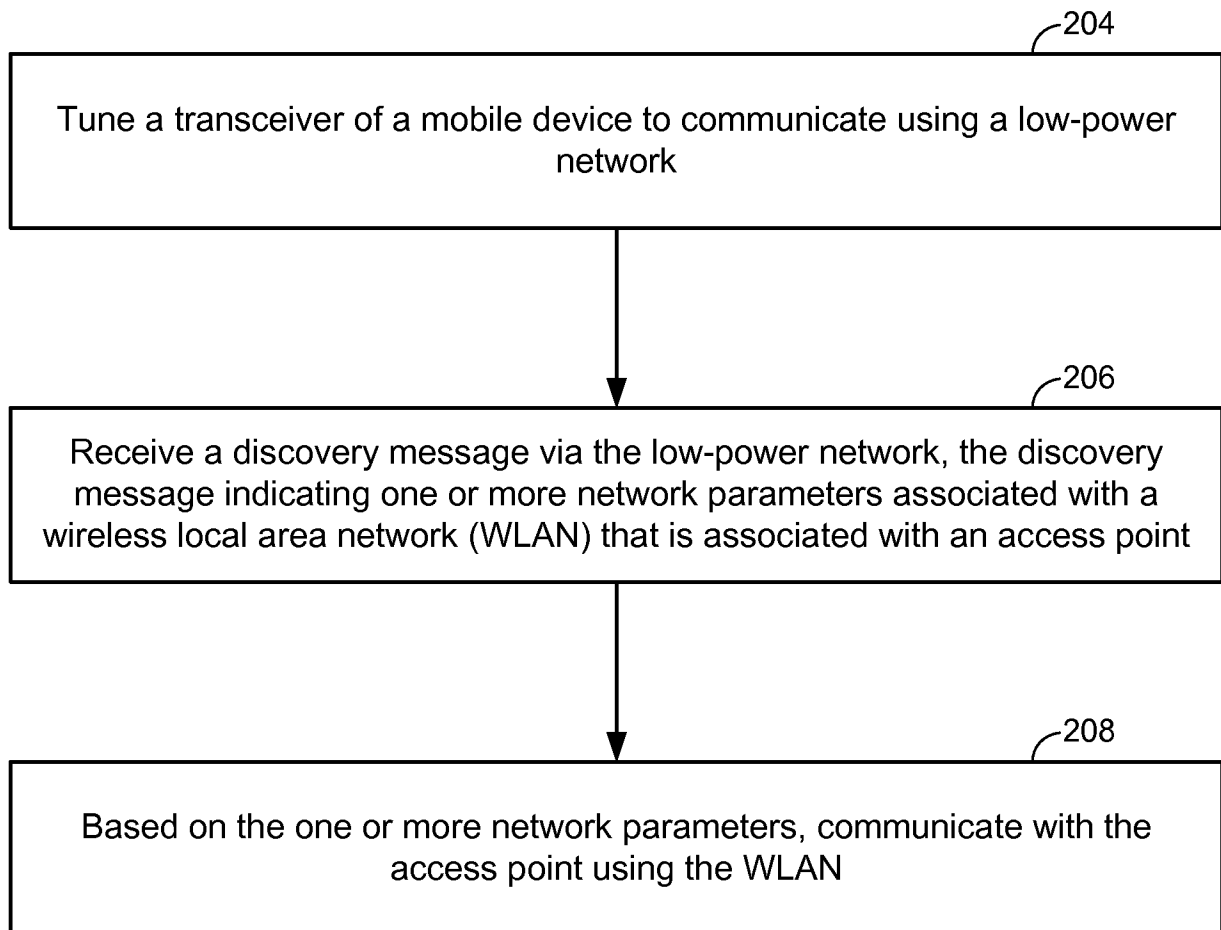 204
Tune a transceiver of a mobile device to communicate using a low-power
network
206
Receive a discovery message via the low-power network, the discovery
message indicating one or more network parameters associated with a
wireless local area network (WLAN) that is associated with an access point
208
Based on the one or more network parameters, communicate with the
access point using the WLAN